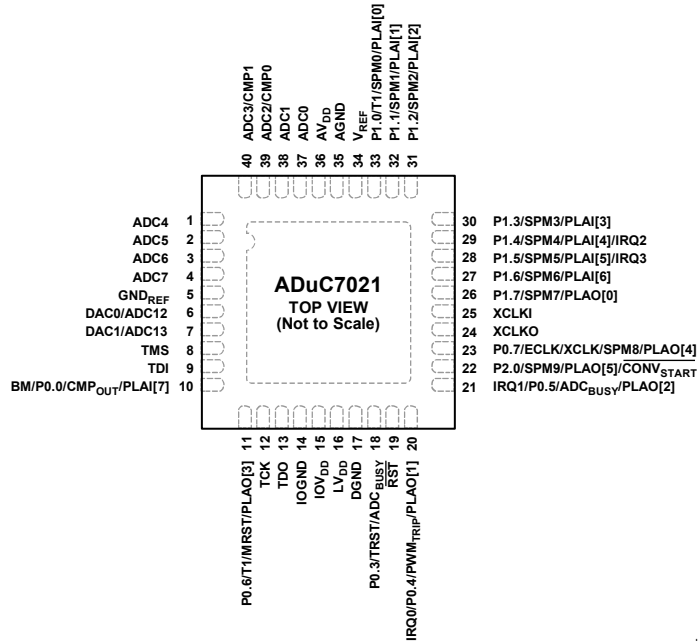 40 ADC3/CMP1
39 ADC2/CMP0
38 ADC1
37 ADC0
36 AVDD
35 AGND
34 VREF
33 P1.0/T1/SPM0/PLAI[0]
32 P1.1/SPM1/PLAI[1]
31 P1.2/SPM2/PLAI[2]
ADC4 1
ADC5 2
ADC6 3
ADC7 4
GNDREF 5
DAC0/ADC12 6
DAC1/ADC13 7
TMS 8
TDI 9
BM/P0.0/CMPOUT/PLAI[7] 10
ADuC7021
TOP VIEW
(Not to Scale)
30 P1.3/SPM3/PLAI[3]
29 P1.4/SPM4/PLAI[4]/IRQ2
28 P1.5/SPM5/PLAI[5]/IRQ3
27 P1.6/SPM6/PLAI[6]
26 P1.7/SPM7/PLAO[0]
25 XCLKI
24 XCLKO
23 P0.7/ECLK/XCLK/SPM8/PLAO[4]
22 P2.0/SPM9/PLAO[5]/CONVSTART
21 IRQ1/P0.5/ADCBUSY/PLAO[2]
P0.6/T1/MRST/PLAO[3] 11
TCK 12
TDO 13
IOGND 14
IOVDD 15
LVDD 16
DGND 17
P0.3/TRST/ADCBUSY 18
RST 19
IRQ0/P0.4/PWMTRIP/PLAO[1] 20